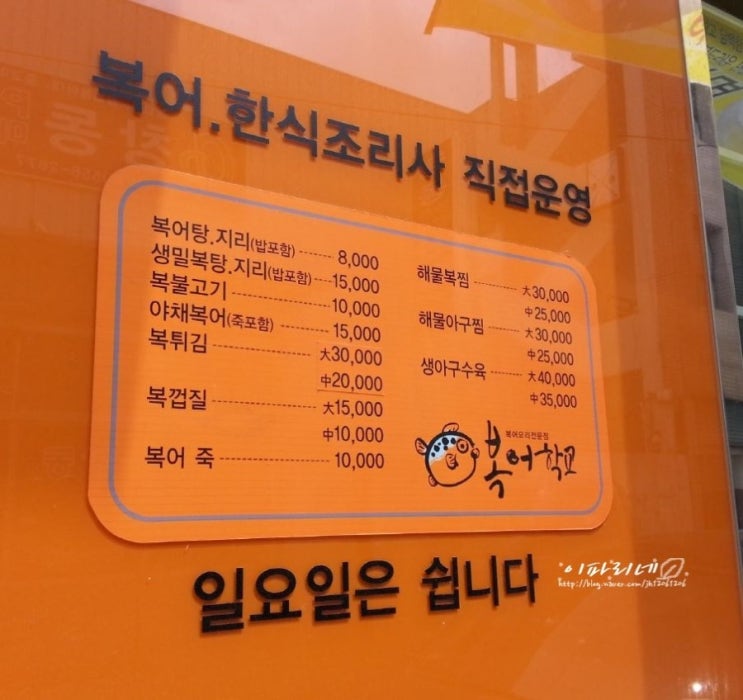 복어.한식조리사 직접운영
복어탕.지리(밥포함) 8,000
생밀복탕.지리(밥포함) 15,000
복불고기 10,000
야채복어(죽포함) 15,000
복튀김 大30,000
中20,000
복껍질 大15,000
中10,000
복어 죽 10,000
해물복찜 大30,000
中25,000
해물아구찜 大30,000
中25,000
생아구수육 大40,000
中35,000
복어요리전문점
복어학교
일요일은 쉽니다
이파리네
http://blog.naver.com/jh12061206